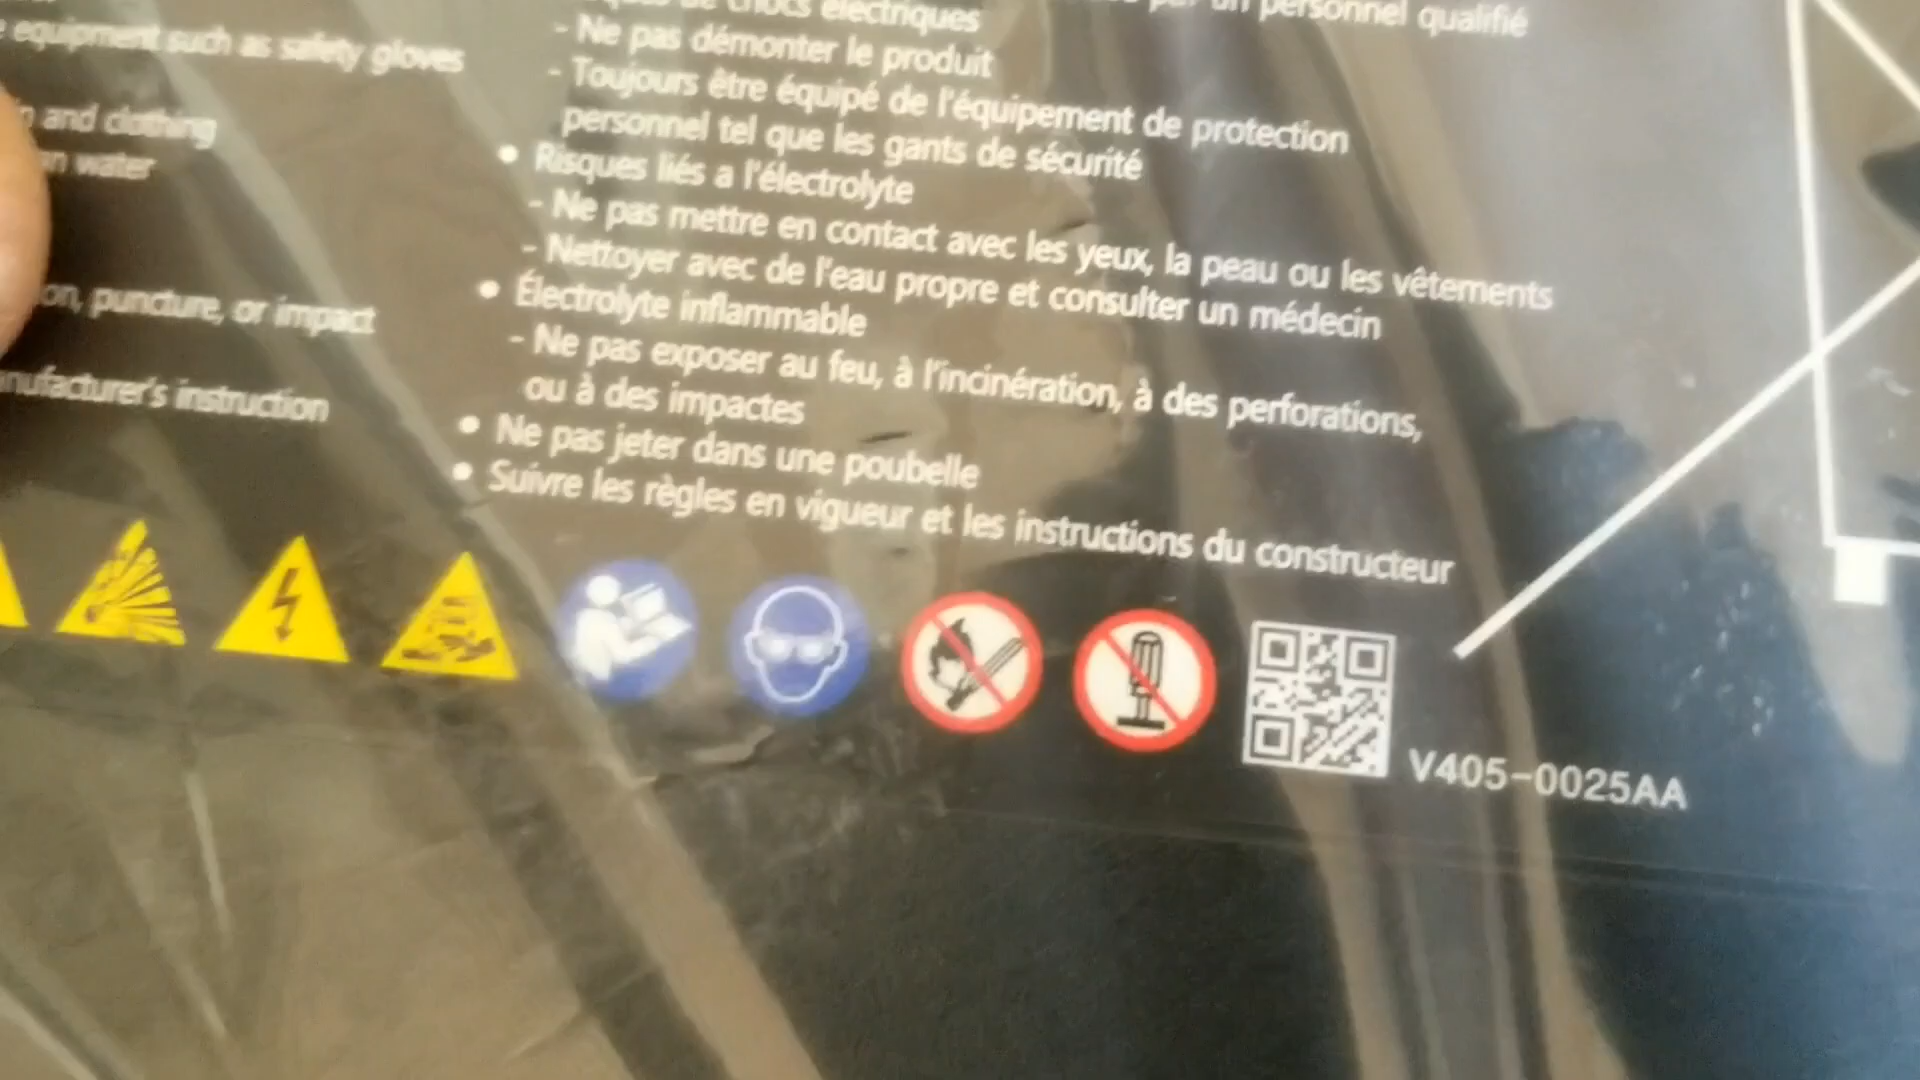 equipment such as safety gloves
and clothing
water
puncture, or impact
instruction
chocs électriques
personnel qualifié
- Ne pas démonter le produit
- Toujours être équipé de l'équipement de protection
personnel tel que les gants de sécurité
• Risques liés a l'électrolyte
- Ne pas mettre en contact avec les yeux, la peau ou les vêtements
- Nettoyer avec de l'eau propre et consulter un médecin
• Électrolyte inflammable
- Ne pas exposer au feu, à l'incinération, à des perforations,
ou à des impactes
• Ne pas jeter dans une poubelle
• Suivre les règles en vigueur et les instructions du constructeur
V405-0025AA